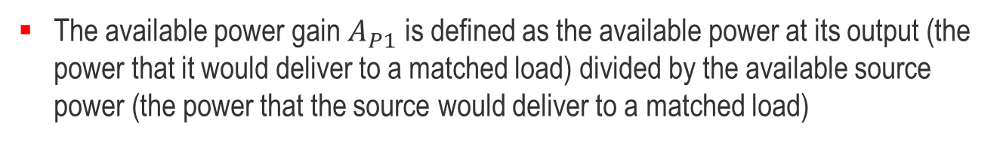 ▪ The available power gain A_{P1} is defined as the available power at its output (the
power that it would deliver to a matched load) divided by the available source
power (the power that the source would deliver to a matched load)